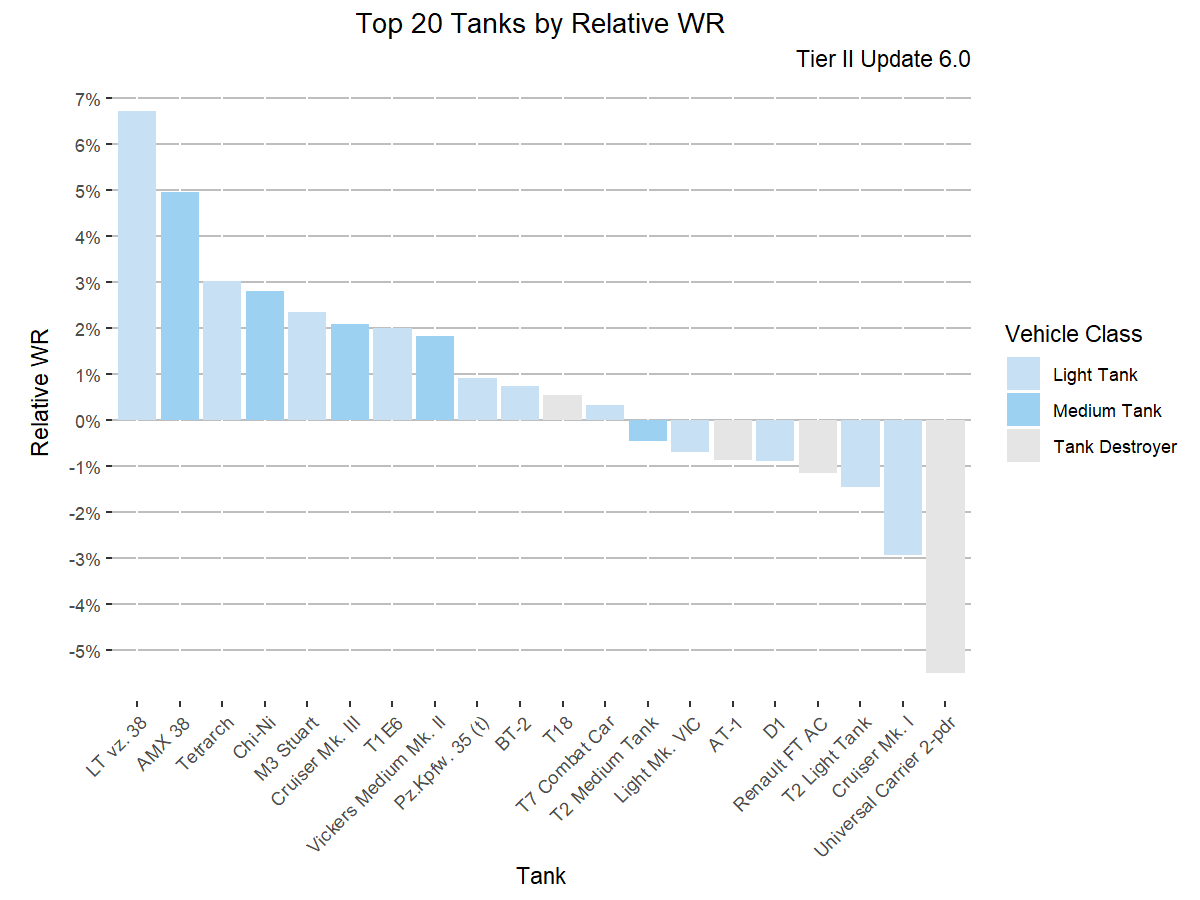 Top 20 Tanks by Relative WR
Tier II Update 6.0
Relative WR
7%
6%
5%
4%
3%
2%
1%
0%
-1%
-2%
-3%
-4%
-5%
LT vz. 38
AMX 38
Tetrarch
Chi-Ni
M3 Stuart
Cruiser Mk. III
T1E6
Vickers Medium Mk. II
Pz.Kpfw. 35 (t)
BT-2
T18
T7 Combat Car
T2 Medium Tank
Light Mk. VIC
AT-1
D1
Renault FT AC
T2 Light Tank
Cruiser Mk. I
Universal Carrier 2-pdr
Tank
Vehicle Class
Light Tank
Medium Tank
Tank Destroyer